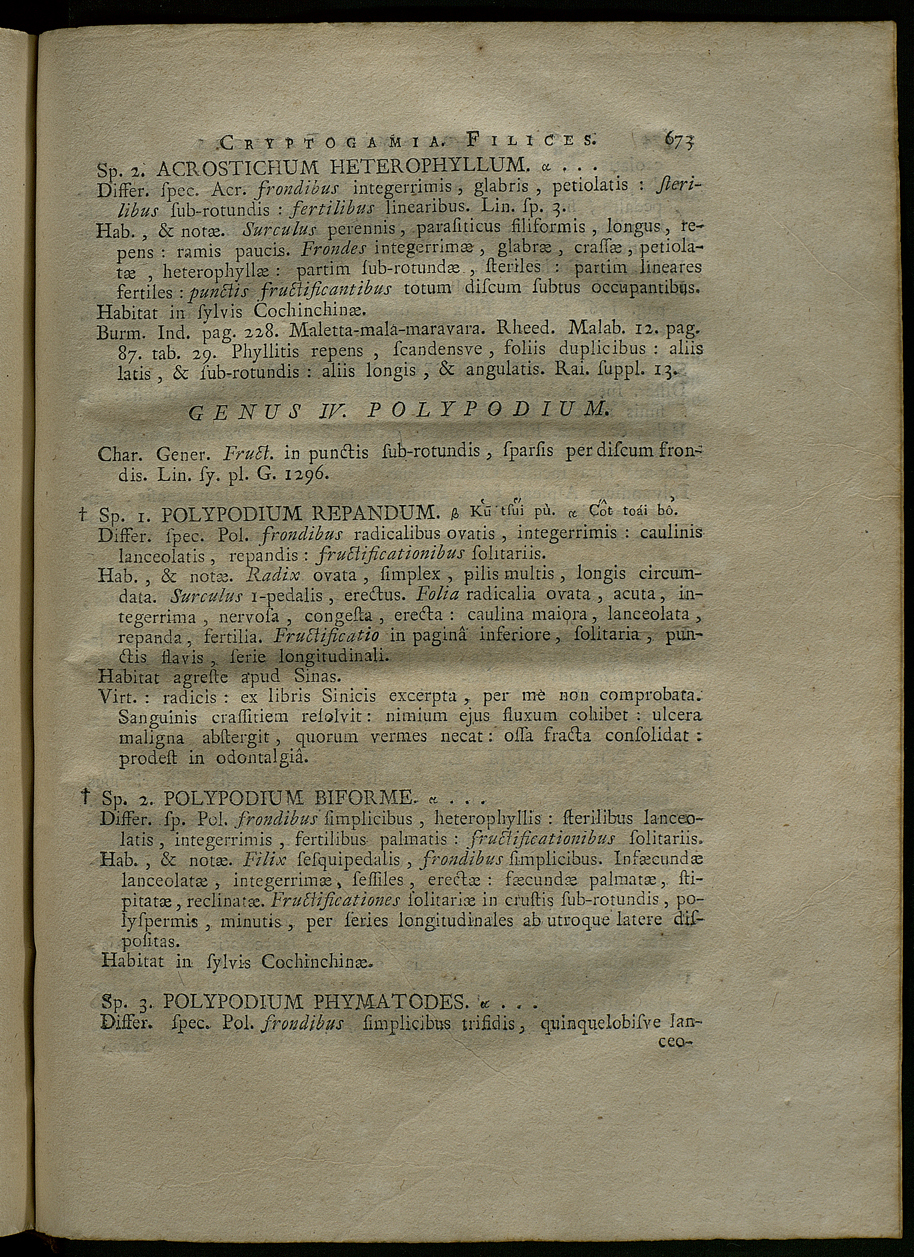 CRYPTOGAMIA. FILICES. 673
Sp. 2. ACROSTICHUM HETEROPHYLLUM. α . . .
Differ. ſpec. Acr. frondibus integerrimis , glabris , petiolatis : ſteri-
libus ſub-rotundis : fertilibus linearibus. Lin. ſp. 3.
Hab. , & notæ. Surculus perennis , paraſiticus filiformis , longus , re-
pens : ramis paucis. Frondes integerrimæ , glabræ , craſſæ , petiola-
tæ , heterophyllæ : partim ſub-rotundæ , ſteriles : partim lineares
fertiles : punctis fructificantibus totum diſcum ſubtus occupantibus.
Habitat in ſylvis Cochinchinæ.
Burm. Ind. pag. 228. Maletta-mala-maravara. Rheed. Malab. 12. pag.
87. tab. 29. Phyllitis repens , ſcandensve , foliis duplicibus : aliis
latis , & ſub-rotundis : aliis longis , & angulatis. Rai. ſuppl. 13.
GENUS IV. POLYPODIUM.
Char. Gener. Fruct. in punctis ſub-rotundis , ſparſis per diſcum fron-
dis. Lin. ſy. pl. G. 1296.
† Sp. 1. POLYPODIUM REPANDUM. β tſúi pù. α Cốt toái bỏ.
Differ. ſpec. Pol. frondibus radicalibus ovatis , integerrimis : caulinis
lanceolatis , repandis : fructificationibus ſolitariis.
Hab. , & notæ. Radix ovata , ſimplex , pilis multis , longis circum-
data. Surculus 1-pedalis , erectus. Folia radicalia ovata , acuta , in-
tegerrima , nervoſa , congeſta , erecta : caulina maiora , lanceolata ,
repanda , fertilia. Fructificatio in paginâ inferiore , ſolitaria , pun-
ctis flavis , ſerie longitudinali.
Habitat agreſte apud Sinas.
Virt. : radicis : ex libris Sinicis excerpta , per me non comprobata.
Sanguinis craſſitiem reſolvit : nimium ejus fluxum cohibet : ulcera
maligna abſtergit , quorum vermes necat : oſſa fracta conſolidat :
prodeſt in odontalgiâ.
† Sp. 2. POLYPODIUM BIFORME. α . . .
Differ. ſp. Pol. frondibus ſimplicibus , heterophyllis : ſterilibus lanceo-
latis , integerrimis , fertilibus palmatis : fructificationibus ſolitariis.
Hab. , & notæ. Filix ſeſquipedalis , frondibus ſimplicibus. Infæcundæ
lanceolatæ , integerrimæ , ſeſſiles , erectæ : fæcundæ palmatæ , ſti-
pitatæ , reclinatæ. Fructificationes ſolitariæ in cruſtis ſub-rotundis , po-
lyſpermis , minutis , per ſeries longitudinales ab utroque latere diſ-
poſitas.
Habitat in ſylvis Cochinchinæ.
Sp. 3. POLYPODIUM PHYMATODES. α . . .
Differ. ſpec. Pol. frondibus ſimplicibus trifidis , quinquelobiſve lan-
ceo-